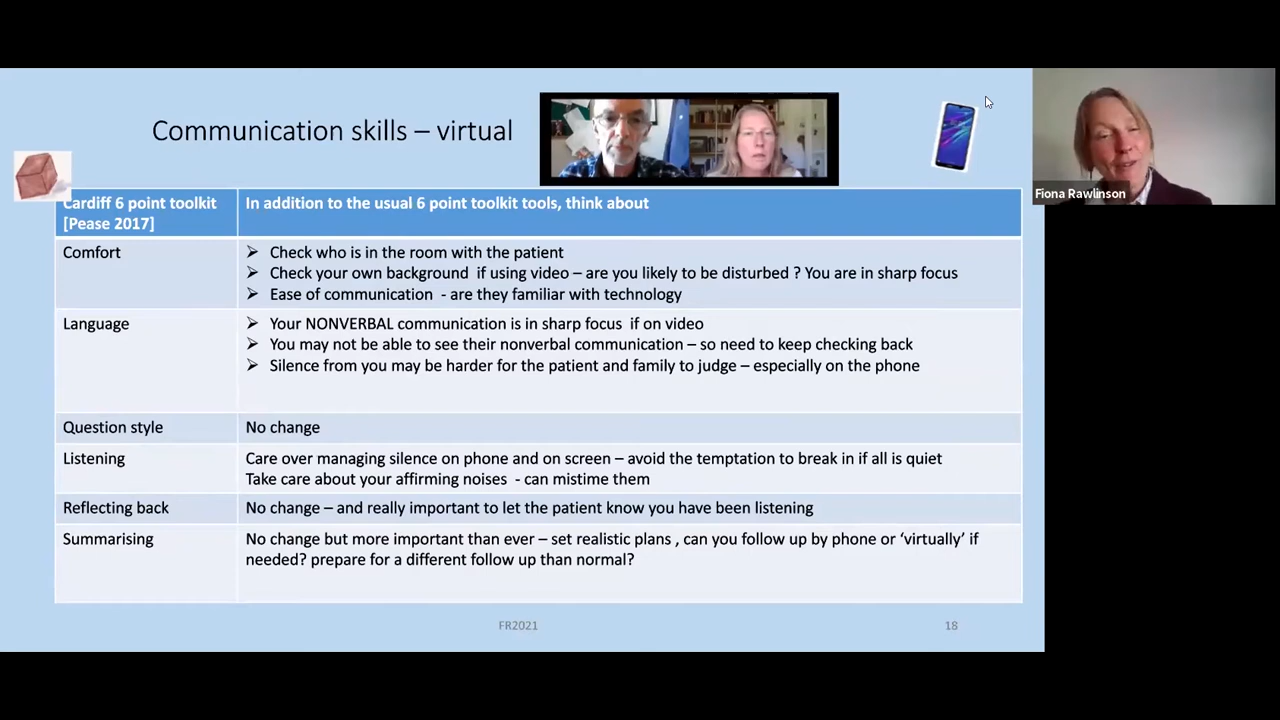 Communication skills – virtual
Fiona Rawlinson
Cardiff 6 point toolkit
[Pease 2017]
In addition to the usual 6 point toolkit tools, think about
Comfort
➢ Check who is in the room with the patient
➢ Check your own background if using video – are you likely to be disturbed ? You are in sharp focus
➢ Ease of communication - are they familiar with technology
Language
➢ Your NONVERBAL communication is in sharp focus if on video
➢ You may not be able to see their nonverbal communication – so need to keep checking back
➢ Silence from you may be harder for the patient and family to judge – especially on the phone
Question style
No change
Listening
Care over managing silence on phone and on screen – avoid the temptation to break in if all is quiet
Take care about your affirming noises - can mistime them
Reflecting back
No change – and really important to let the patient know you have been listening
Summarising
No change but more important than ever – set realistic plans , can you follow up by phone or ‘virtually’ if
needed? prepare for a different follow up than normal?
FR2021
18